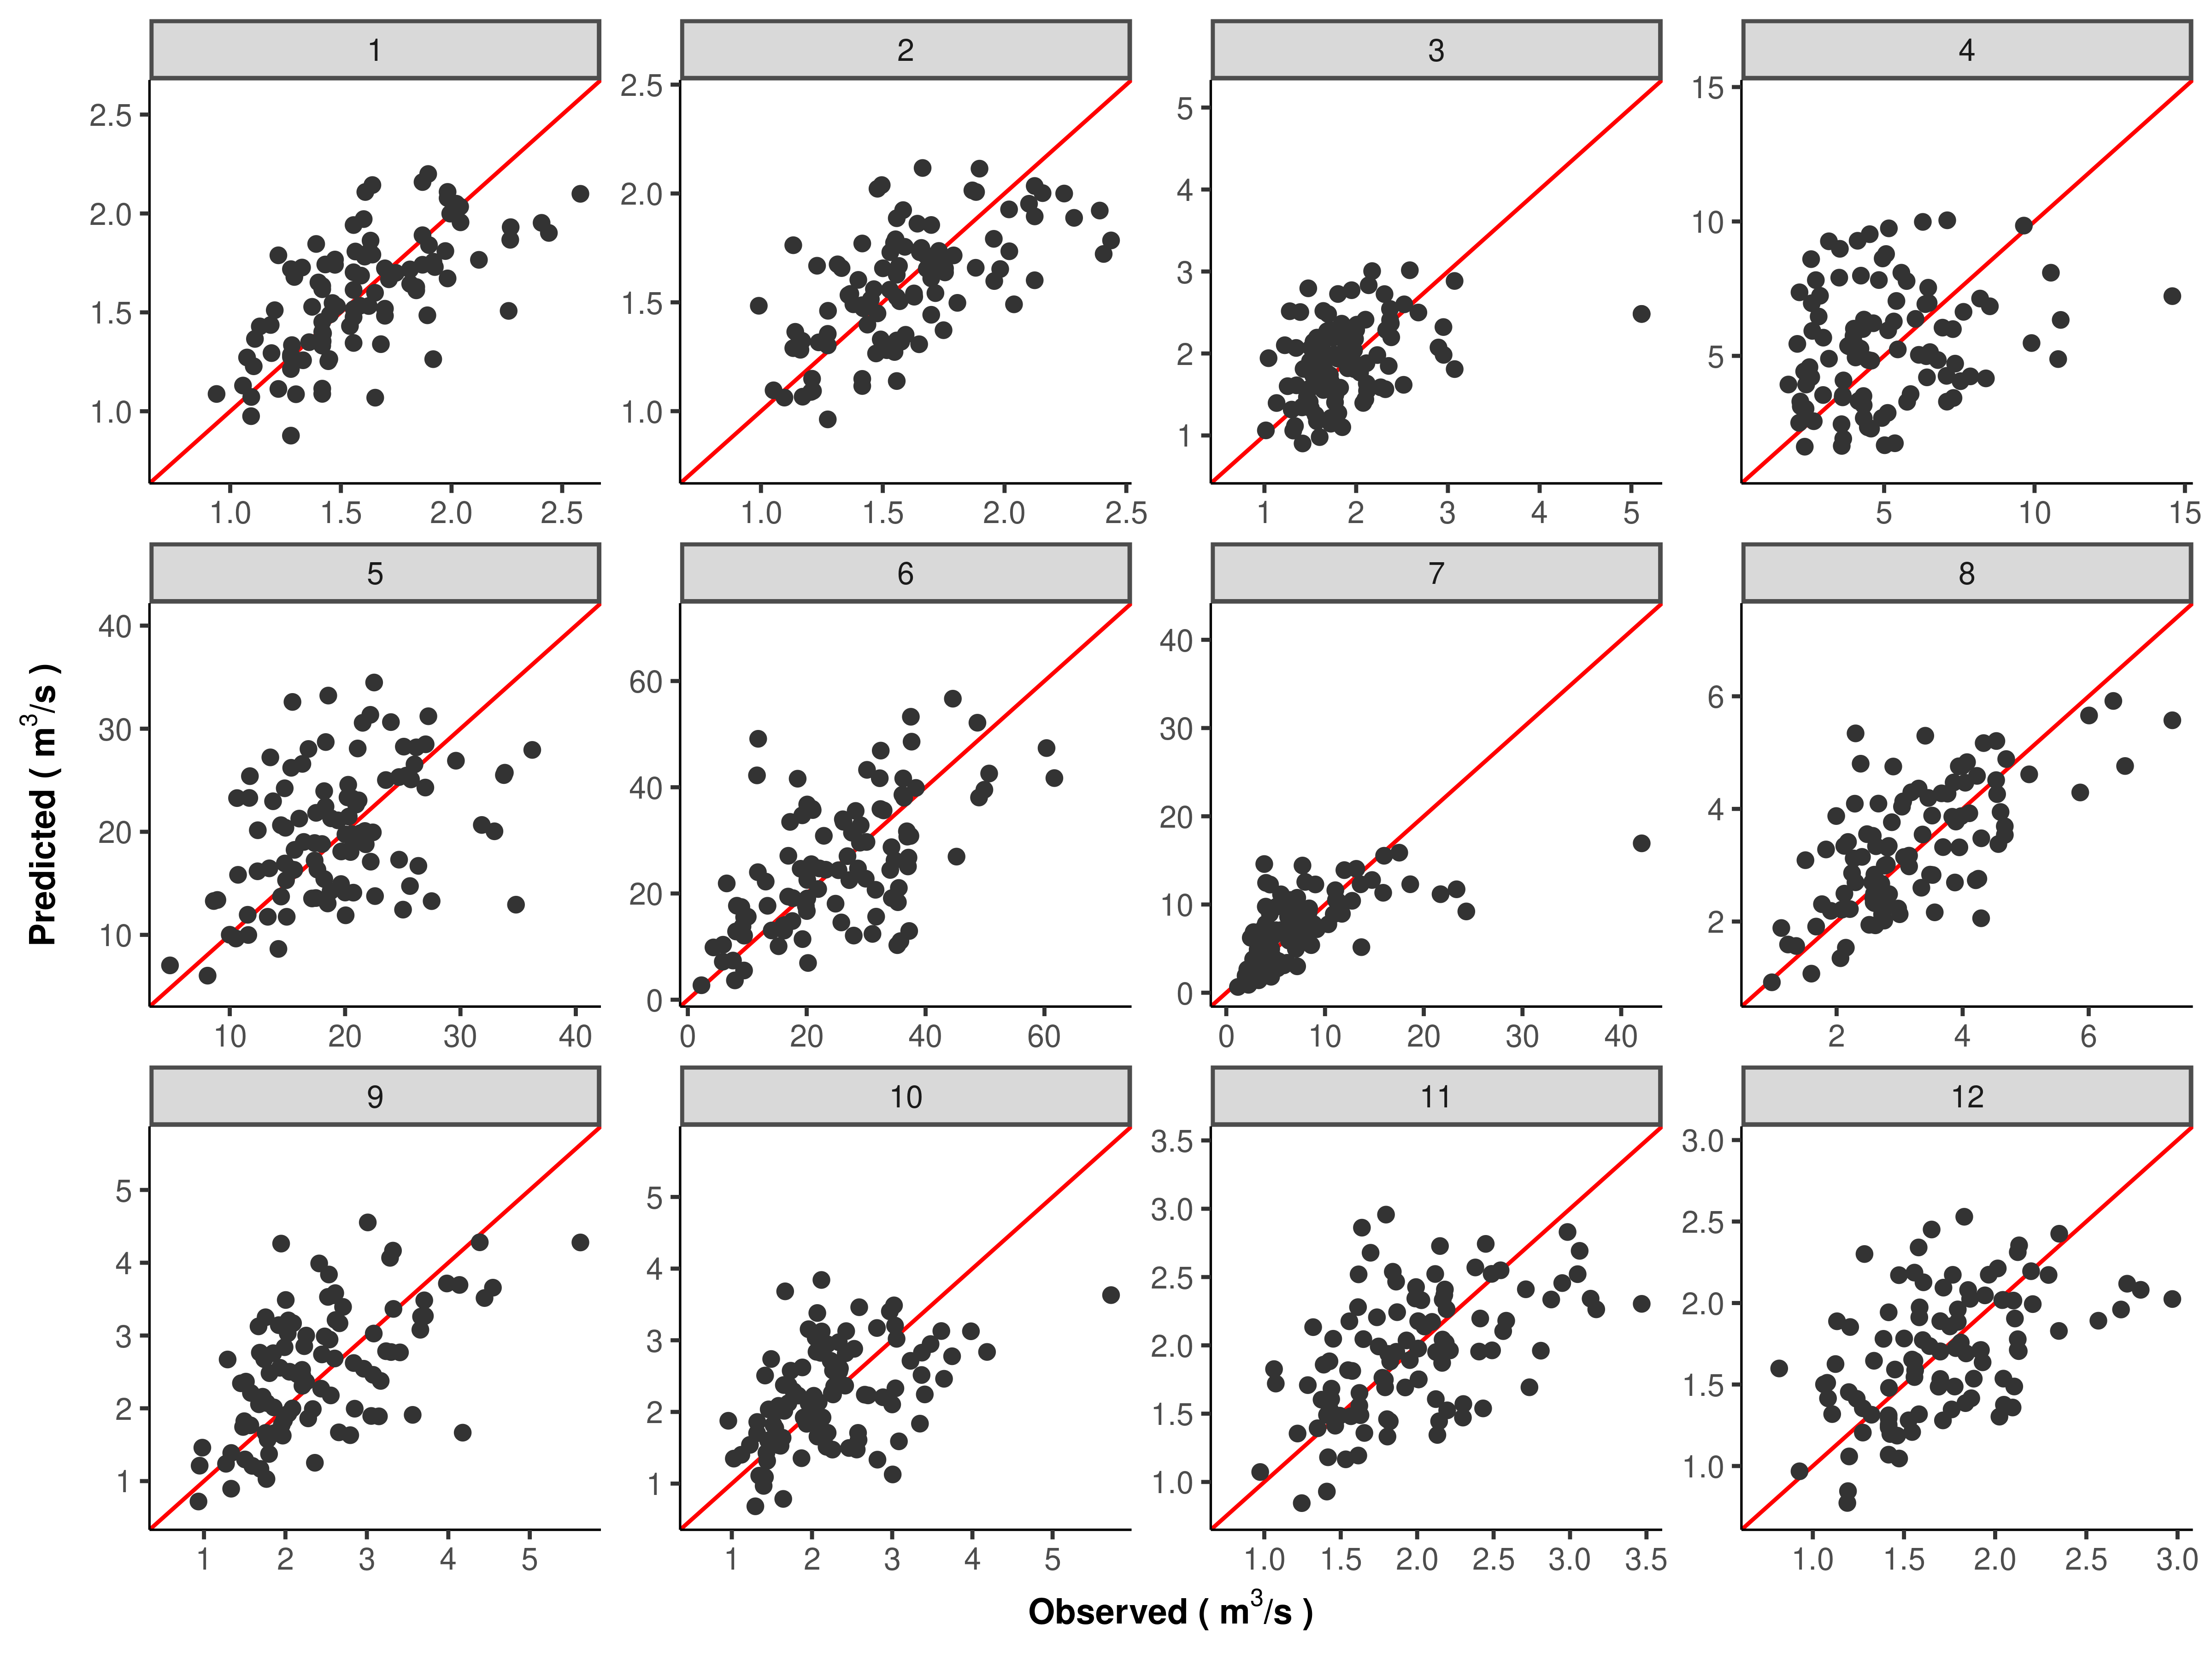 1 2 3 4
2.5 2.0 1.5 1.0
2.5 2.0 1.5 1.0
5 4 3 2 1
15 10 5
1.0 1.5 2.0 2.5
1.0 1.5 2.0 2.5
1 2 3 4 5
5 10 15
5 6 7 8
40 30 20 10
60 40 20 0
40 30 20 10 0
6 4 2
10 20 30 40
0 20 40 60
0 10 20 30 40
2 4 6
9 10 11 12
5 4 3 2 1
5 4 3 2 1
3.5 3.0 2.5 2.0 1.5 1.0
3.0 2.5 2.0 1.5 1.0
1 2 3 4 5
1 2 3 4 5
1.0 1.5 2.0 2.5 3.0 3.5
1.0 1.5 2.0 2.5 3.0
Predicted ( m³/s )
Observed ( m³/s )